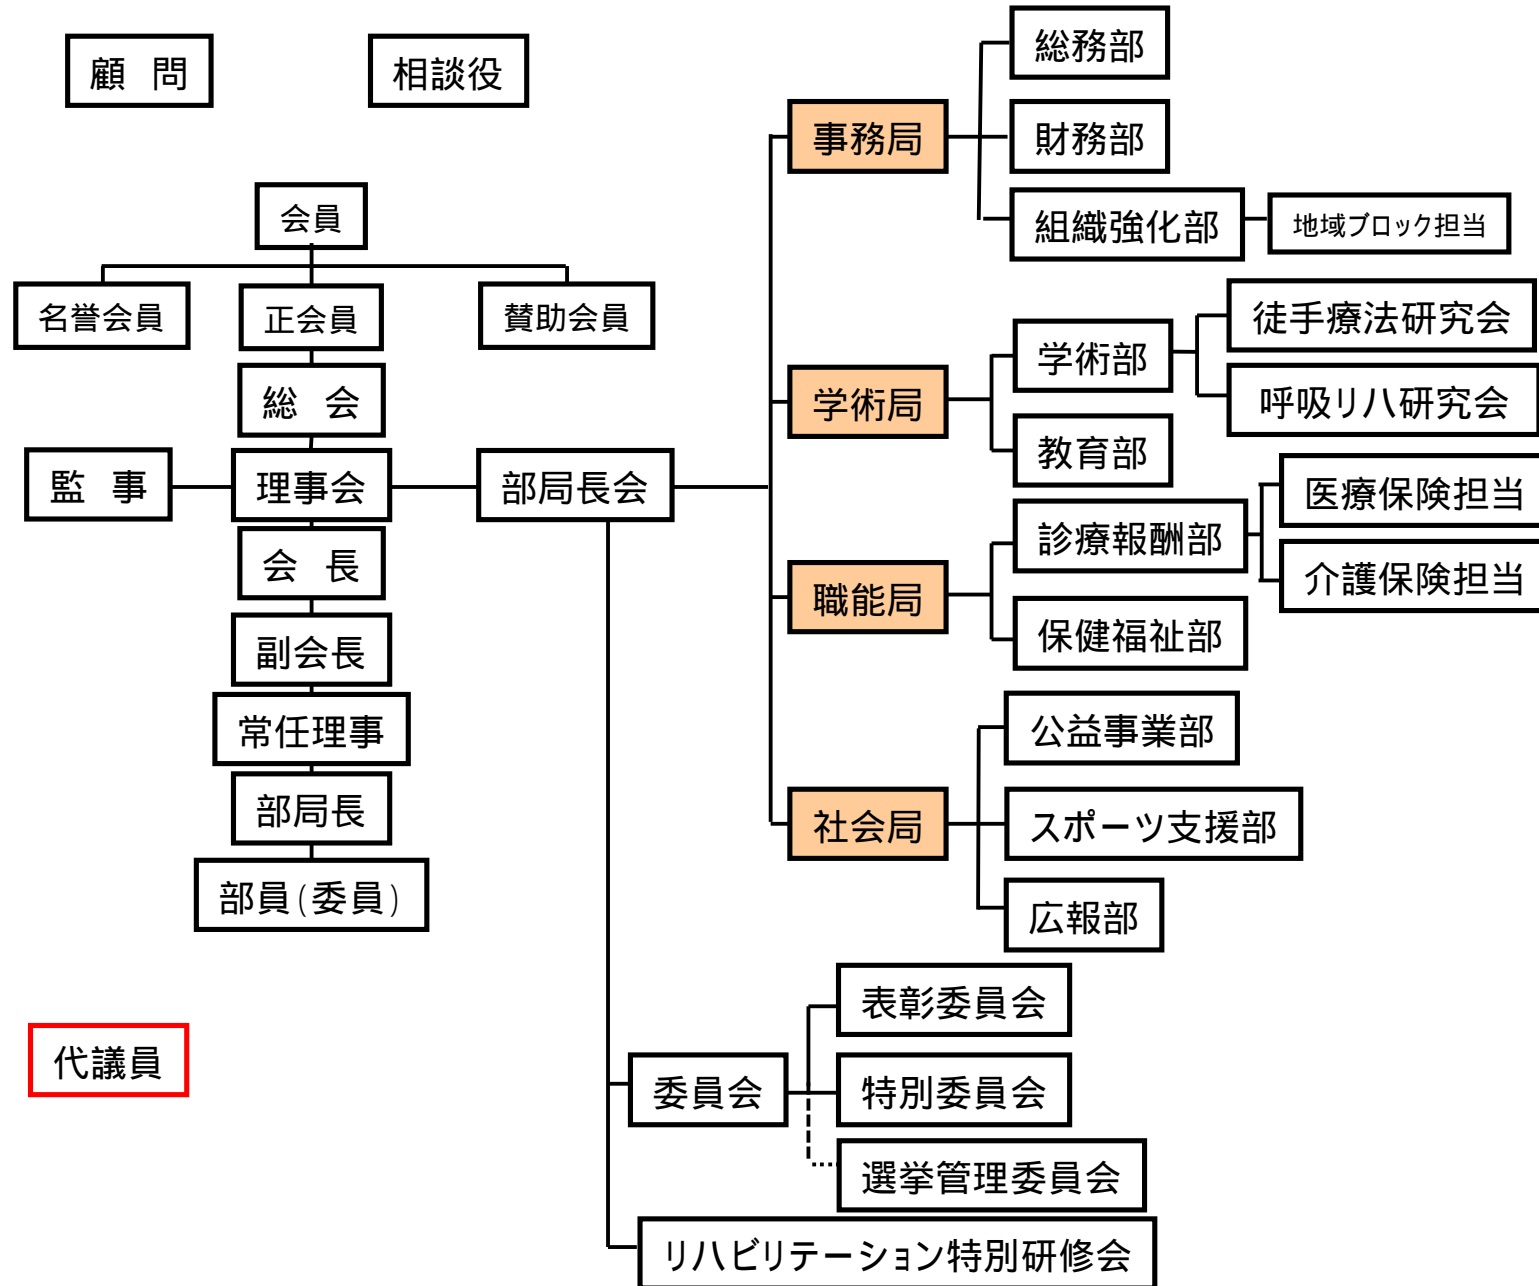 顧 問
相談役
会員
名誉会員
正会員
賛助会員
総 会
監 事
理事会
部局長会
会 長
副会長
常任理事
部局長
部員(委員)
代議員
事務局
総務部
財務部
組織強化部
地域ブロック担当
学術局
学術部
徒手療法研究会
呼吸リハ研究会
教育部
職能局
診療報酬部
医療保険担当
介護保険担当
保健福祉部
社会局
公益事業部
スポーツ支援部
広報部
委員会
表彰委員会
特別委員会
選挙管理委員会
リハビリテーション特別研修会